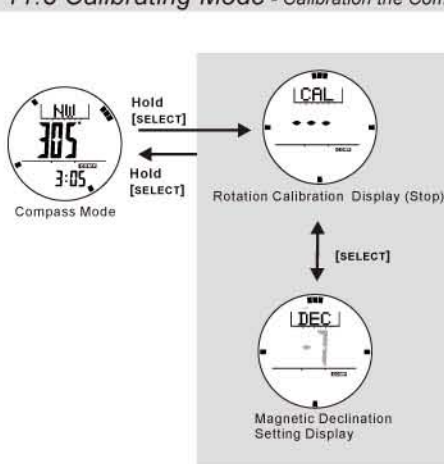 11.3 Calibrating Mode - Calibration the Com
NW
305°
3:05
Compass Mode
Hold
[SELECT]
Hold
[SELECT]
CAL
---
Rotation Calibration Display (Stop)
[SELECT]
DEC
Magnetic Declination
Setting Display